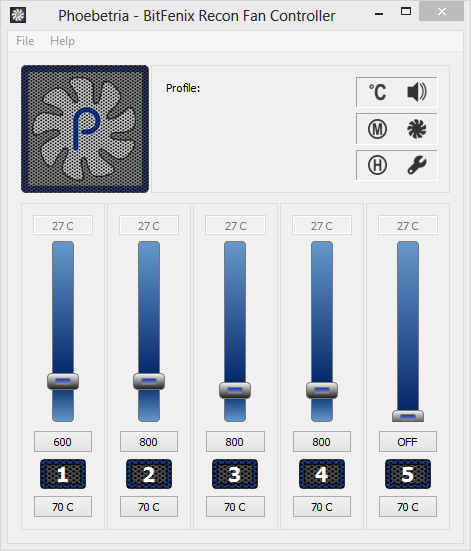 Phoebetria - BitFenix Recon Fan Controller
File Help
P
Profile:
°C
M
H
27 C 27 C 27 C 27 C 27 C
600 800 800 800 OFF
1 2 3 4 5
70 C 70 C 70 C 70 C 70 C